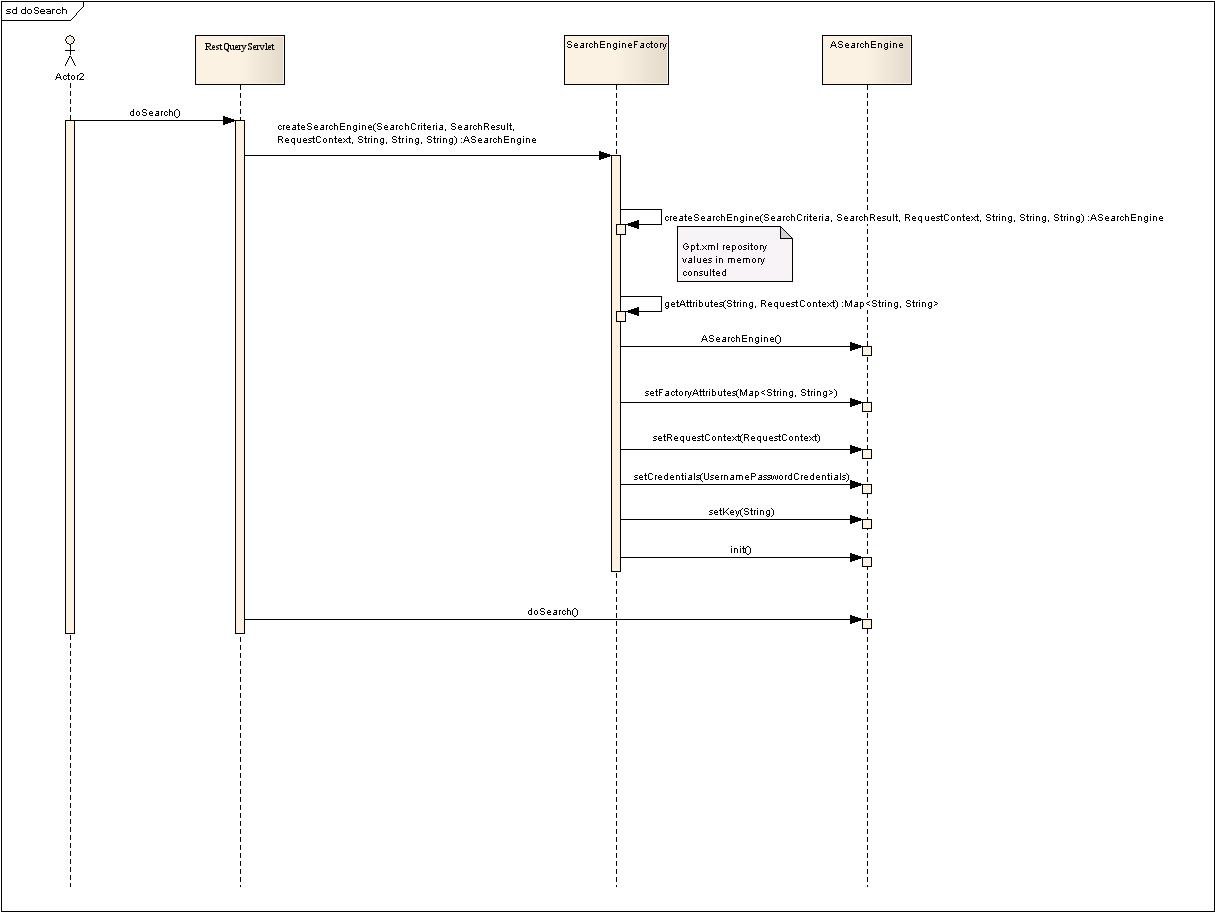 sd doSearch
Actor2
RestQueryServlet
SearchEngineFactory
ASearchEngine
doSearch()
createSearchEngine(SearchCriteria, SearchResult,
RequestContext, String, String, String) :ASearchEngine
createSearchEngine(SearchCriteria, SearchResult, RequestContext, String, String, String) :ASearchEngine
Gpt.xml repository
values in memory
consulted
getAttributes(String, RequestContext) :Map<String, String>
ASearchEngine()
setFactoryAttributes(Map<String, String>)
setRequestContext(RequestContext)
setCredentials(UsernamePasswordCredentials)
setKey(String)
init()
doSearch()